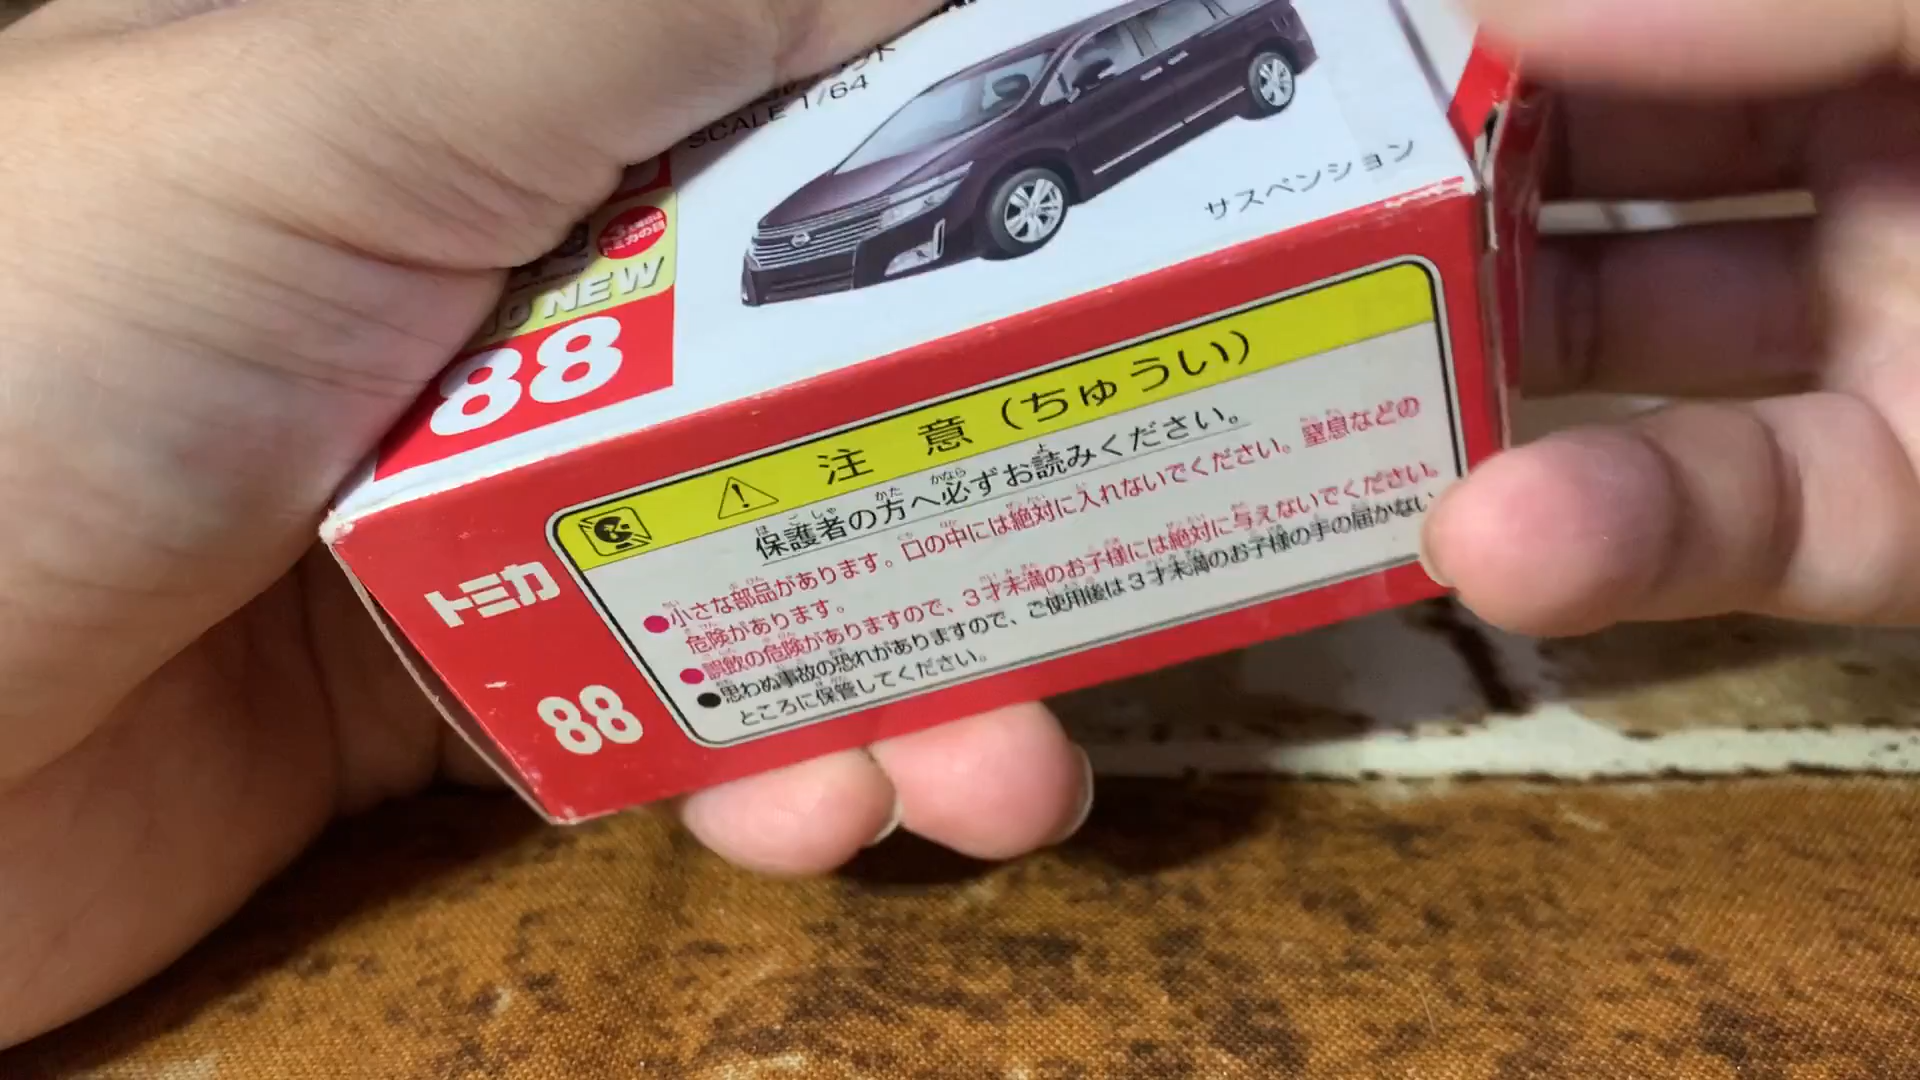 SCALE 1/64
サスペンション
NEW
88
注意(ちゅうい)
保護者の方へ必ずお読みください。
●小さな部品があります。口の中には絶対に入れないでください。窒息などの
危険があります。
●誤飲の危険がありますので、3才未満のお子様には絶対に与えないでください。
●思わぬ事故の恐れがありますので、ご使用後は3才未満のお子様の手の届かない
ところに保管してください。
トミカ
88